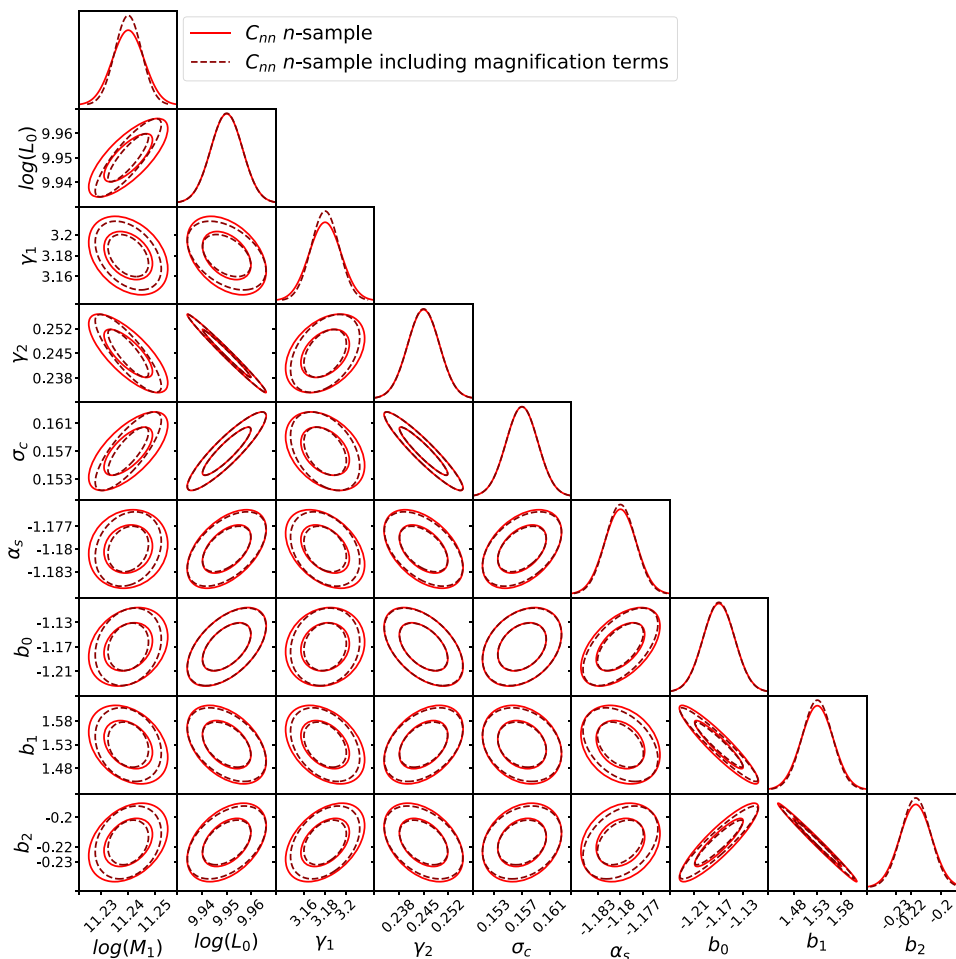 C_{nn} n-sample
C_{nn} n-sample including magnification terms
log(L_0)
9.96
9.95
9.94
γ_1
3.2
3.18
3.16
γ_2
0.252
0.245
0.238
σ_c
0.161
0.157
0.153
α_s
-1.177
-1.18
-1.183
b_0
-1.13
-1.17
-1.21
b_1
1.58
1.53
1.48
b_2
-0.2
-0.22
-0.23
11.23 11.24 11.25 9.94 9.95 9.96 3.16 3.18 3.2 0.238 0.245 0.252 0.153 0.157 0.161 -1.183 -1.18 -1.177 -1.21 -1.17 -1.13 1.48 1.53 1.58 -0.23 -0.22 -0.2
log(M_1) log(L_0) γ_1 γ_2 σ_c α_s b_0 b_1 b_2